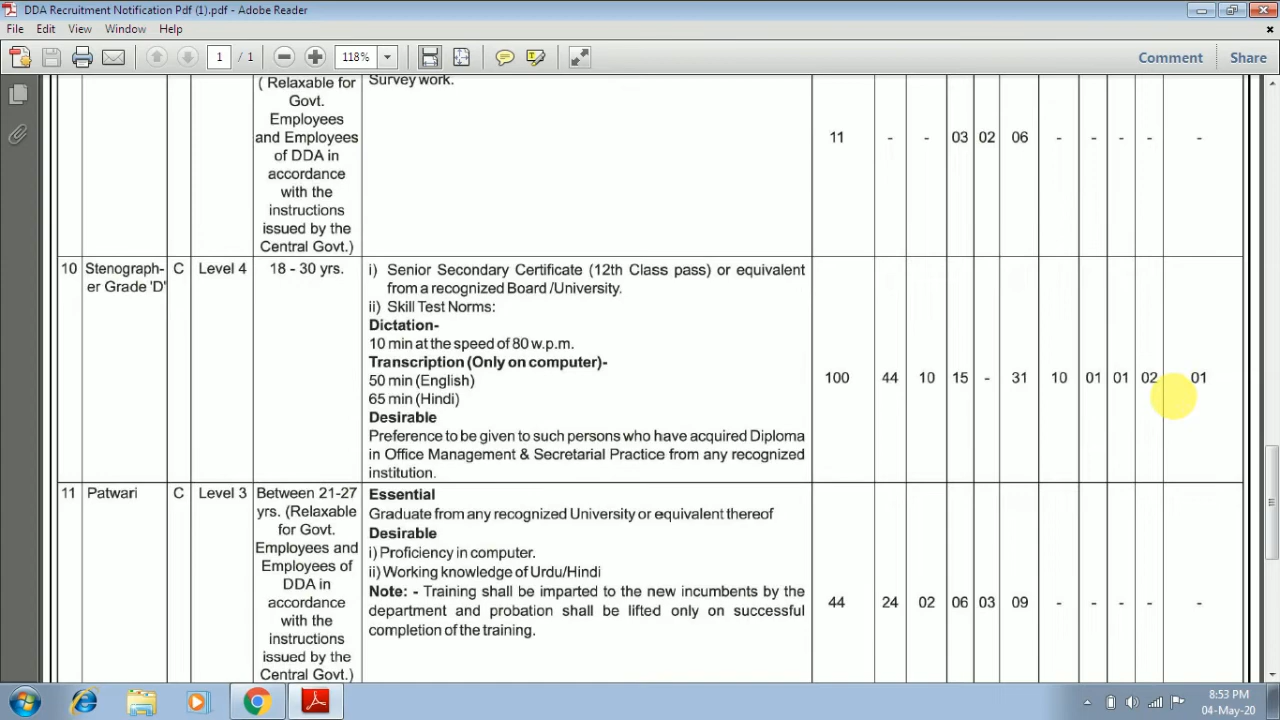 DDA Recruitment Notification Pdf (1).pdf - Adobe Reader
File Edit View Window Help
1 / 1 118% Comment Share
( Relaxable for
Govt.
Employees
and Employees
of DDA in
accordance
with the
instructions
issued by the
Central Govt.)
Survey work.
11 - - 03 02 06 - - - - -
10 Stenograph-
er Grade 'D'
C Level 4 18 - 30 yrs.
i) Senior Secondary Certificate (12th Class pass) or equivalent
from a recognized Board /University.
ii) Skill Test Norms:
Dictation-
10 min at the speed of 80 w.p.m.
Transcription (Only on computer)-
50 min (English)
65 min (Hindi)
Desirable
Preference to be given to such persons who have acquired Diploma
in Office Management & Secretarial Practice from any recognized
institution.
100 44 10 15 - 31 10 01 01 02 01
11 Patwari C Level 3
Between 21-27
yrs. (Relaxable
for Govt.
Employees and
Employees of
DDA in
accordance
with the
instructions
issued by the
Central Govt.)
Essential
Graduate from any recognized University or equivalent thereof
Desirable
i) Proficiency in computer.
ii) Working knowledge of Urdu/Hindi
Note: - Training shall be imparted to the new incumbents by the
department and probation shall be lifted only on successful
completion of the training.
44 24 02 06 03 09 - - - - -
8:53 PM
04-May-20